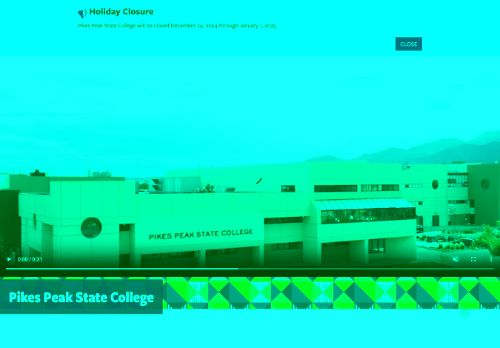 Holiday Closure
Pikes Peak State College will be closed December 24, 2024 through January 1, 2025.
CLOSE
PIKES PEAK STATE COLLEGE
0:00 / 0:31
Pikes Peak State College